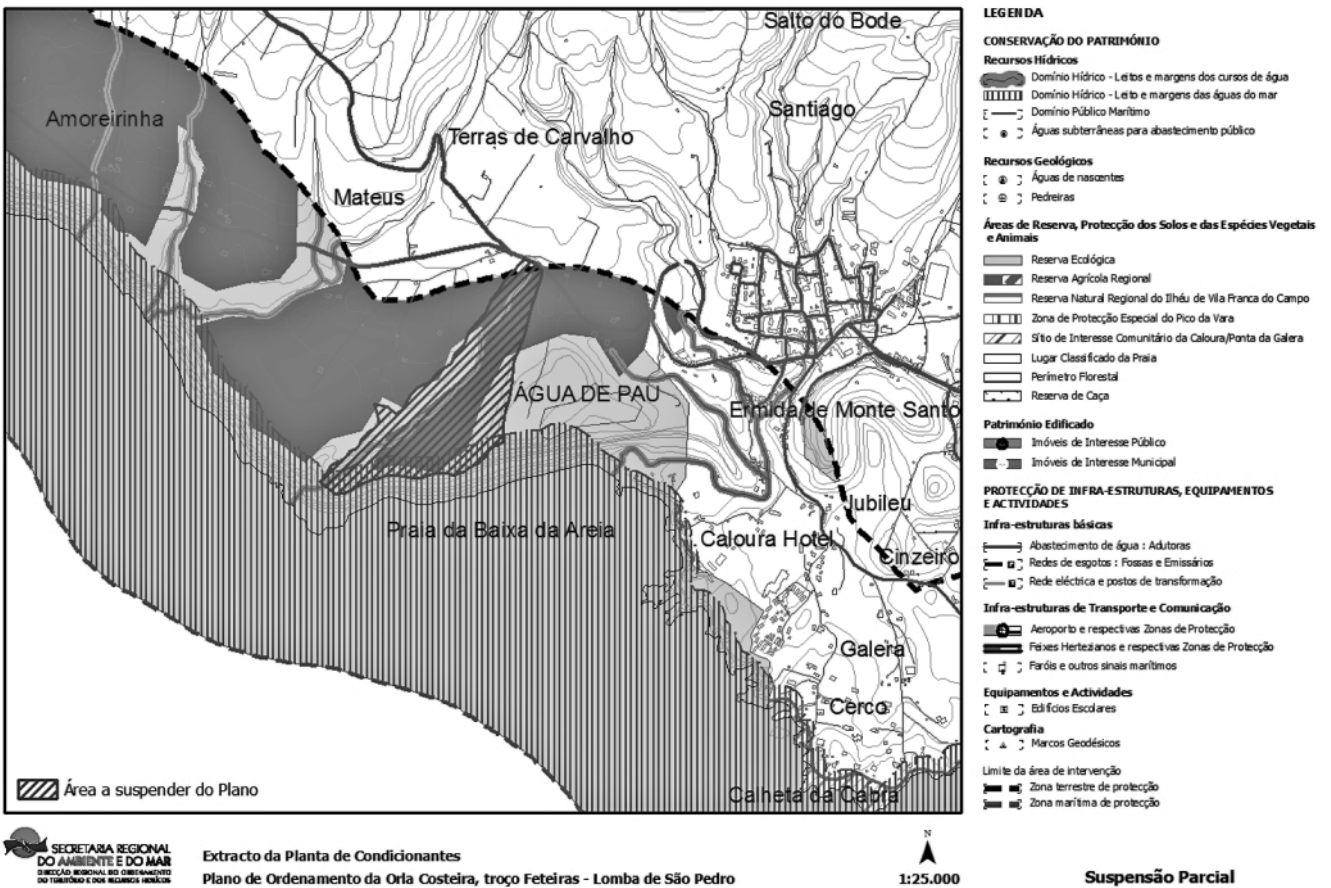 Salto do Bode
Santiago
Amoreirinha
Terras de Carvalho
Mateus
ÁGUA DE PAU
Ermida de Monte Santo
Jubileu
Praia da Baixa da Areia
Caloura Hotel
Cinzeiro
Galera
Cerco
Calheta da Cabra
Área a suspender do Plano
LEGENDA
CONSERVAÇÃO DO PATRIMÓNIO
Recursos Hídricos
Domínio Hídrico - Leitos e margens dos cursos de água
Domínio Hídrico - Leito e margens das águas do mar
Domínio Público Marítimo
Águas subterrâneas para abastecimento público
Recursos Geológicos
Águas de nascentes
Pedreiras
Áreas de Reserva, Protecção dos Solos e das Espécies Vegetais
e Animais
Reserva Ecológica
Reserva Agrícola Regional
Reserva Natural Regional do Ilhéu de Vila Franca do Campo
Zona de Protecção Especial do Pico da Vara
Sítio de Interesse Comunitário da Caloura/Ponta da Galera
Lugar Classificado da Praia
Perímetro Florestal
Reserva de Caça
Património Edificado
Imóveis de Interesse Público
Imóveis de Interesse Municipal
PROTECÇÃO DE INFRA-ESTRUTURAS, EQUIPAMENTOS
E ACTIVIDADES
Infra-estruturas básicas
Abastecimento de água : Adutoras
Redes de esgotos : Fossas e Emissários
Rede eléctrica e postos de transformação
Infra-estruturas de Transporte e Comunicação
Aeroporto e respectivas Zonas de Protecção
Feixes Hertezianos e respectivas Zonas de Protecção
Faróis e outros sinais marítimos
Equipamentos e Actividades
Edifícios Escolares
Cartografia
Marcos Geodésicos
Limite da área de intervenção
Zona terrestre de protecção
Zona marítima de protecção
SECRETARIA REGIONAL
DO AMBIENTE E DO MAR
DIRECÇÃO REGIONAL DO ORDENAMENTO
DO TERRITÓRIO E DOS RECURSOS HÍDRICOS
Extracto da Planta de Condicionantes
Plano de Ordenamento da Orla Costeira, troço Feteiras - Lomba de São Pedro
N
1:25.000
Suspensão Parcial